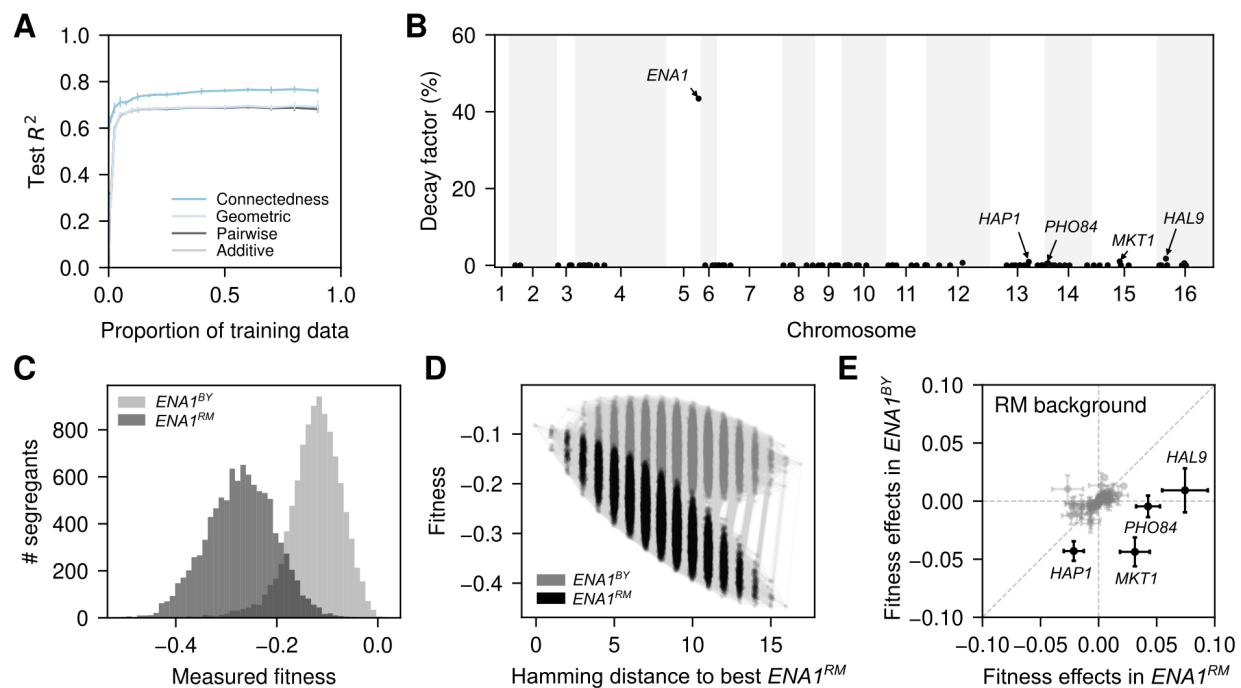 A
1.0
0.8
0.6
0.4
0.2
0.0
Test R²
Connectedness
Geometric
Pairwise
Additive
0.0 0.5 1.0
Proportion of training data
B
60
40
20
0
Decay factor (%)
ENA1
HAP1
PHO84
MKT1
HAL9
1 2 3 4 5 6 7 8 9 10 11 12 13 14 15 16
Chromosome
C
ENA1^BY
ENA1^RM
800
600
400
200
0
# segregants
−0.4 −0.2 0.0
Measured fitness
D
−0.1
−0.2
−0.3
−0.4
Fitness
ENA1^BY
ENA1^RM
0 5 10 15
Hamming distance to best ENA1^RM
E
0.10
0.05
0.00
−0.05
−0.10
Fitness effects in ENA1^BY
RM background
HAL9
PHO84
HAP1
MKT1
−0.10 −0.05 0.00 0.05 0.10
Fitness effects in ENA1^RM